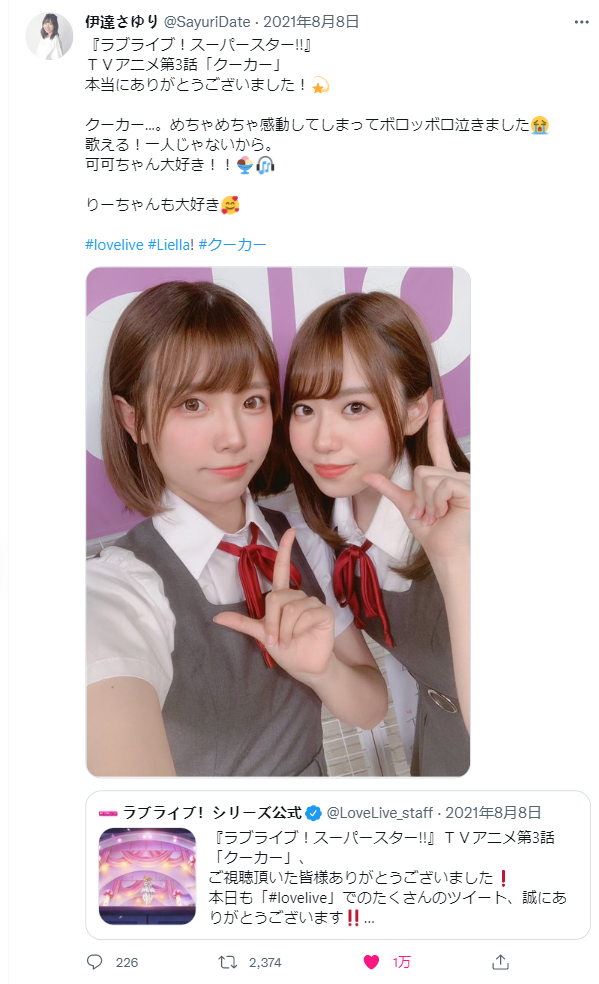 伊達さゆり @SayuriDate · 2021年8月8日
『ラブライブ！スーパースター!!』
ＴＶアニメ第3話「クーカー」
本当にありがとうございました！💫
クーカー...。めちゃめちゃ感動してしまってボロッボロ泣きました😭
歌える！一人じゃないから。
可可ちゃん大好き！！🍨🎧
りーちゃんも大好き🥰
#lovelive #Liella! #クーカー
ラブライブ！シリーズ公式 @LoveLive_staff · 2021年8月8日
『ラブライブ！スーパースター!!』ＴＶアニメ第3話
「クーカー」、
ご視聴頂いた皆様ありがとうございました❗
本日も「#lovelive」でのたくさんのツイート、誠にあ
りがとうございます‼️...
226 2,374 1万